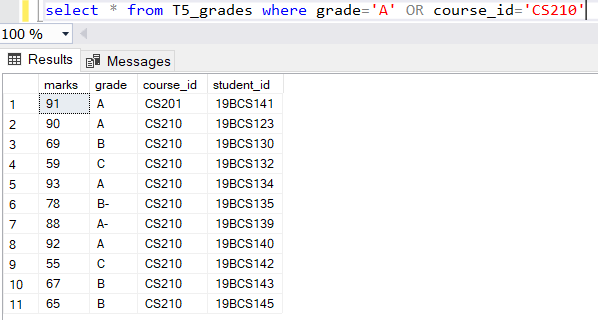 select * from T5_grades where grade='A' OR course_id='CS210'
100 %
Results Messages
marks grade course_id student_id
1 91 A CS201 19BCS141
2 90 A CS210 19BCS123
3 69 B CS210 19BCS130
4 59 C CS210 19BCS132
5 93 A CS210 19BCS134
6 78 B- CS210 19BCS135
7 88 A- CS210 19BCS139
8 92 A CS210 19BCS140
9 55 C CS210 19BCS142
10 67 B CS210 19BCS143
11 65 B CS210 19BCS145